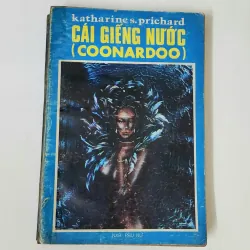 katharine s. prichard
CÁI GIẾNG NƯỚC
(COONARDOO)